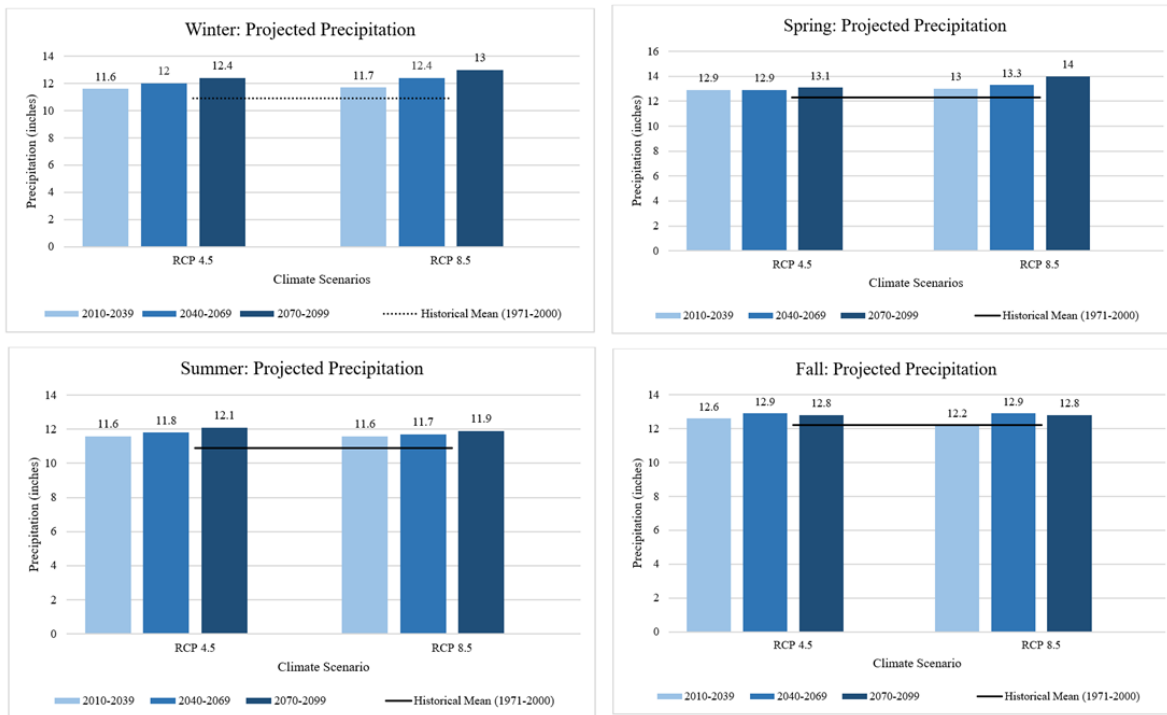 Winter: Projected Precipitation
14
12
10
8
6
4
2
0
Precipitation (inches)
11.6 12 12.4 11.7 12.4 13
RCP 4.5 RCP 8.5
Climate Scenarios
2010-2039 2040-2069 2070-2099 Historical Mean (1971-2000)
Spring: Projected Precipitation
16
14
12
10
8
6
4
2
0
Precipitation (inches)
12.9 12.9 13.1 13 13.3 14
RCP 4.5 RCP 8.5
Climate Scenarios
2010-2039 2040-2069 2070-2099 Historical Mean (1971-2000)
Summer: Projected Precipitation
14
12
10
8
6
4
2
0
Precipitation (inches)
11.6 11.8 12.1 11.6 11.7 11.9
RCP 4.5 RCP 8.5
Climate Scenario
2010-2039 2040-2069 2070-2099 Historical Mean (1971-2000)
Fall: Projected Precipitation
14
12
10
8
6
4
2
0
Precipitation (inches)
12.6 12.9 12.8 12.2 12.9 12.8
RCP 4.5 RCP 8.5
Climate Scenario
2010-2039 2040-2069 2070-2099 Historical Mean (1971-2000)